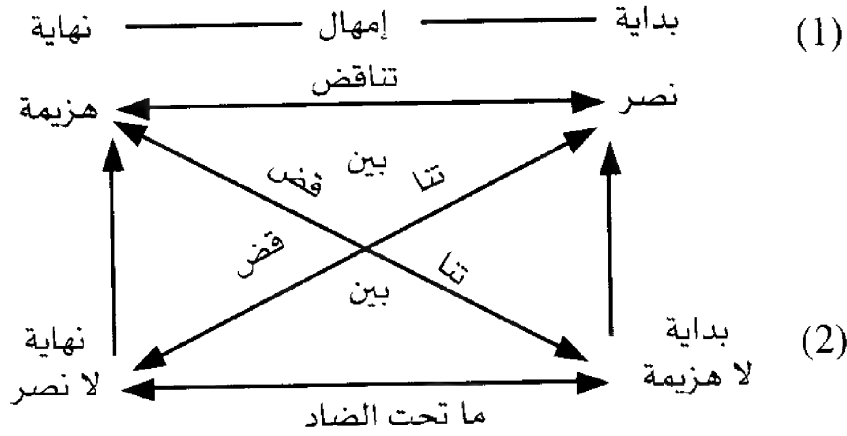 (1) بداية إمهال نهاية
تناقض
نصر هزيمة
بين
تنا قض
قض تنا
بين
(2) بداية نهاية
لا هزيمة لا نصر
ما تحت الضاد